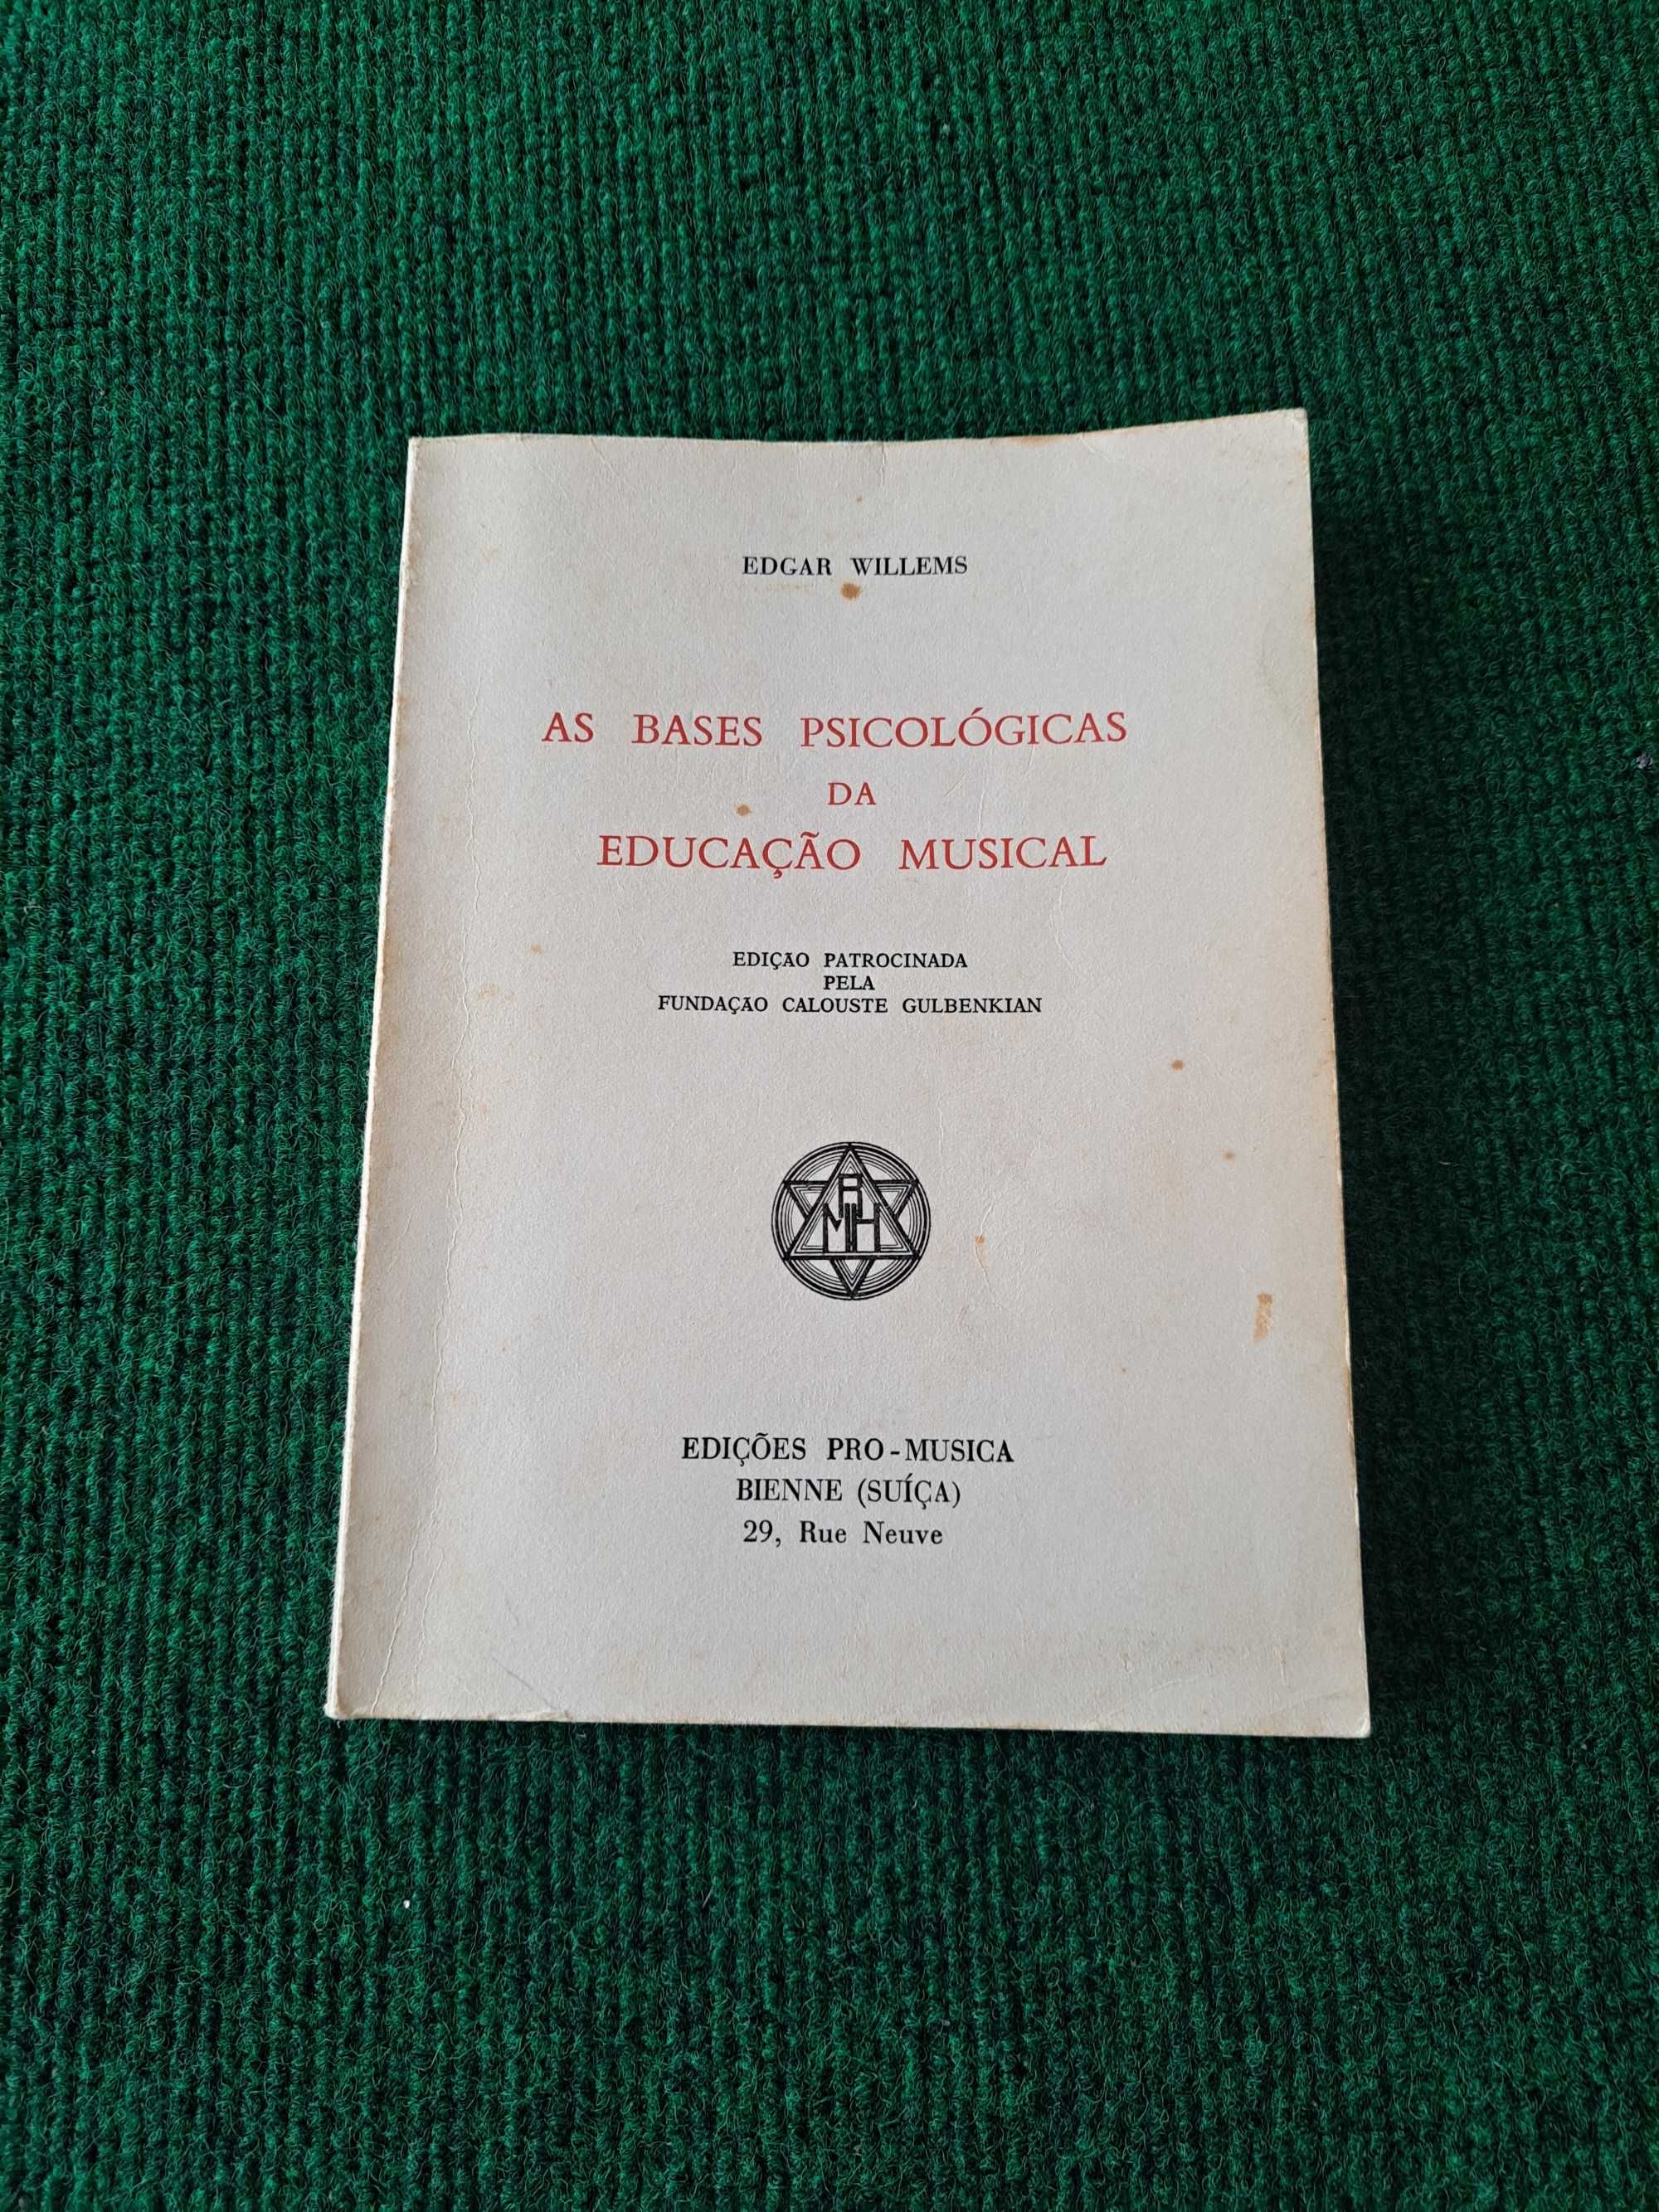 EDGAR WILLEMS
AS BASES PSICOLÓGICAS
DA
EDUCAÇÃO MUSICAL
EDIÇÃO PATROCINADA
PELA
FUNDAÇÃO CALOUSTE GULBENKIAN
R
MH
EDIÇÕES PRO-MUSICA
BIENNE (SUÍÇA)
29, Rue Neuve